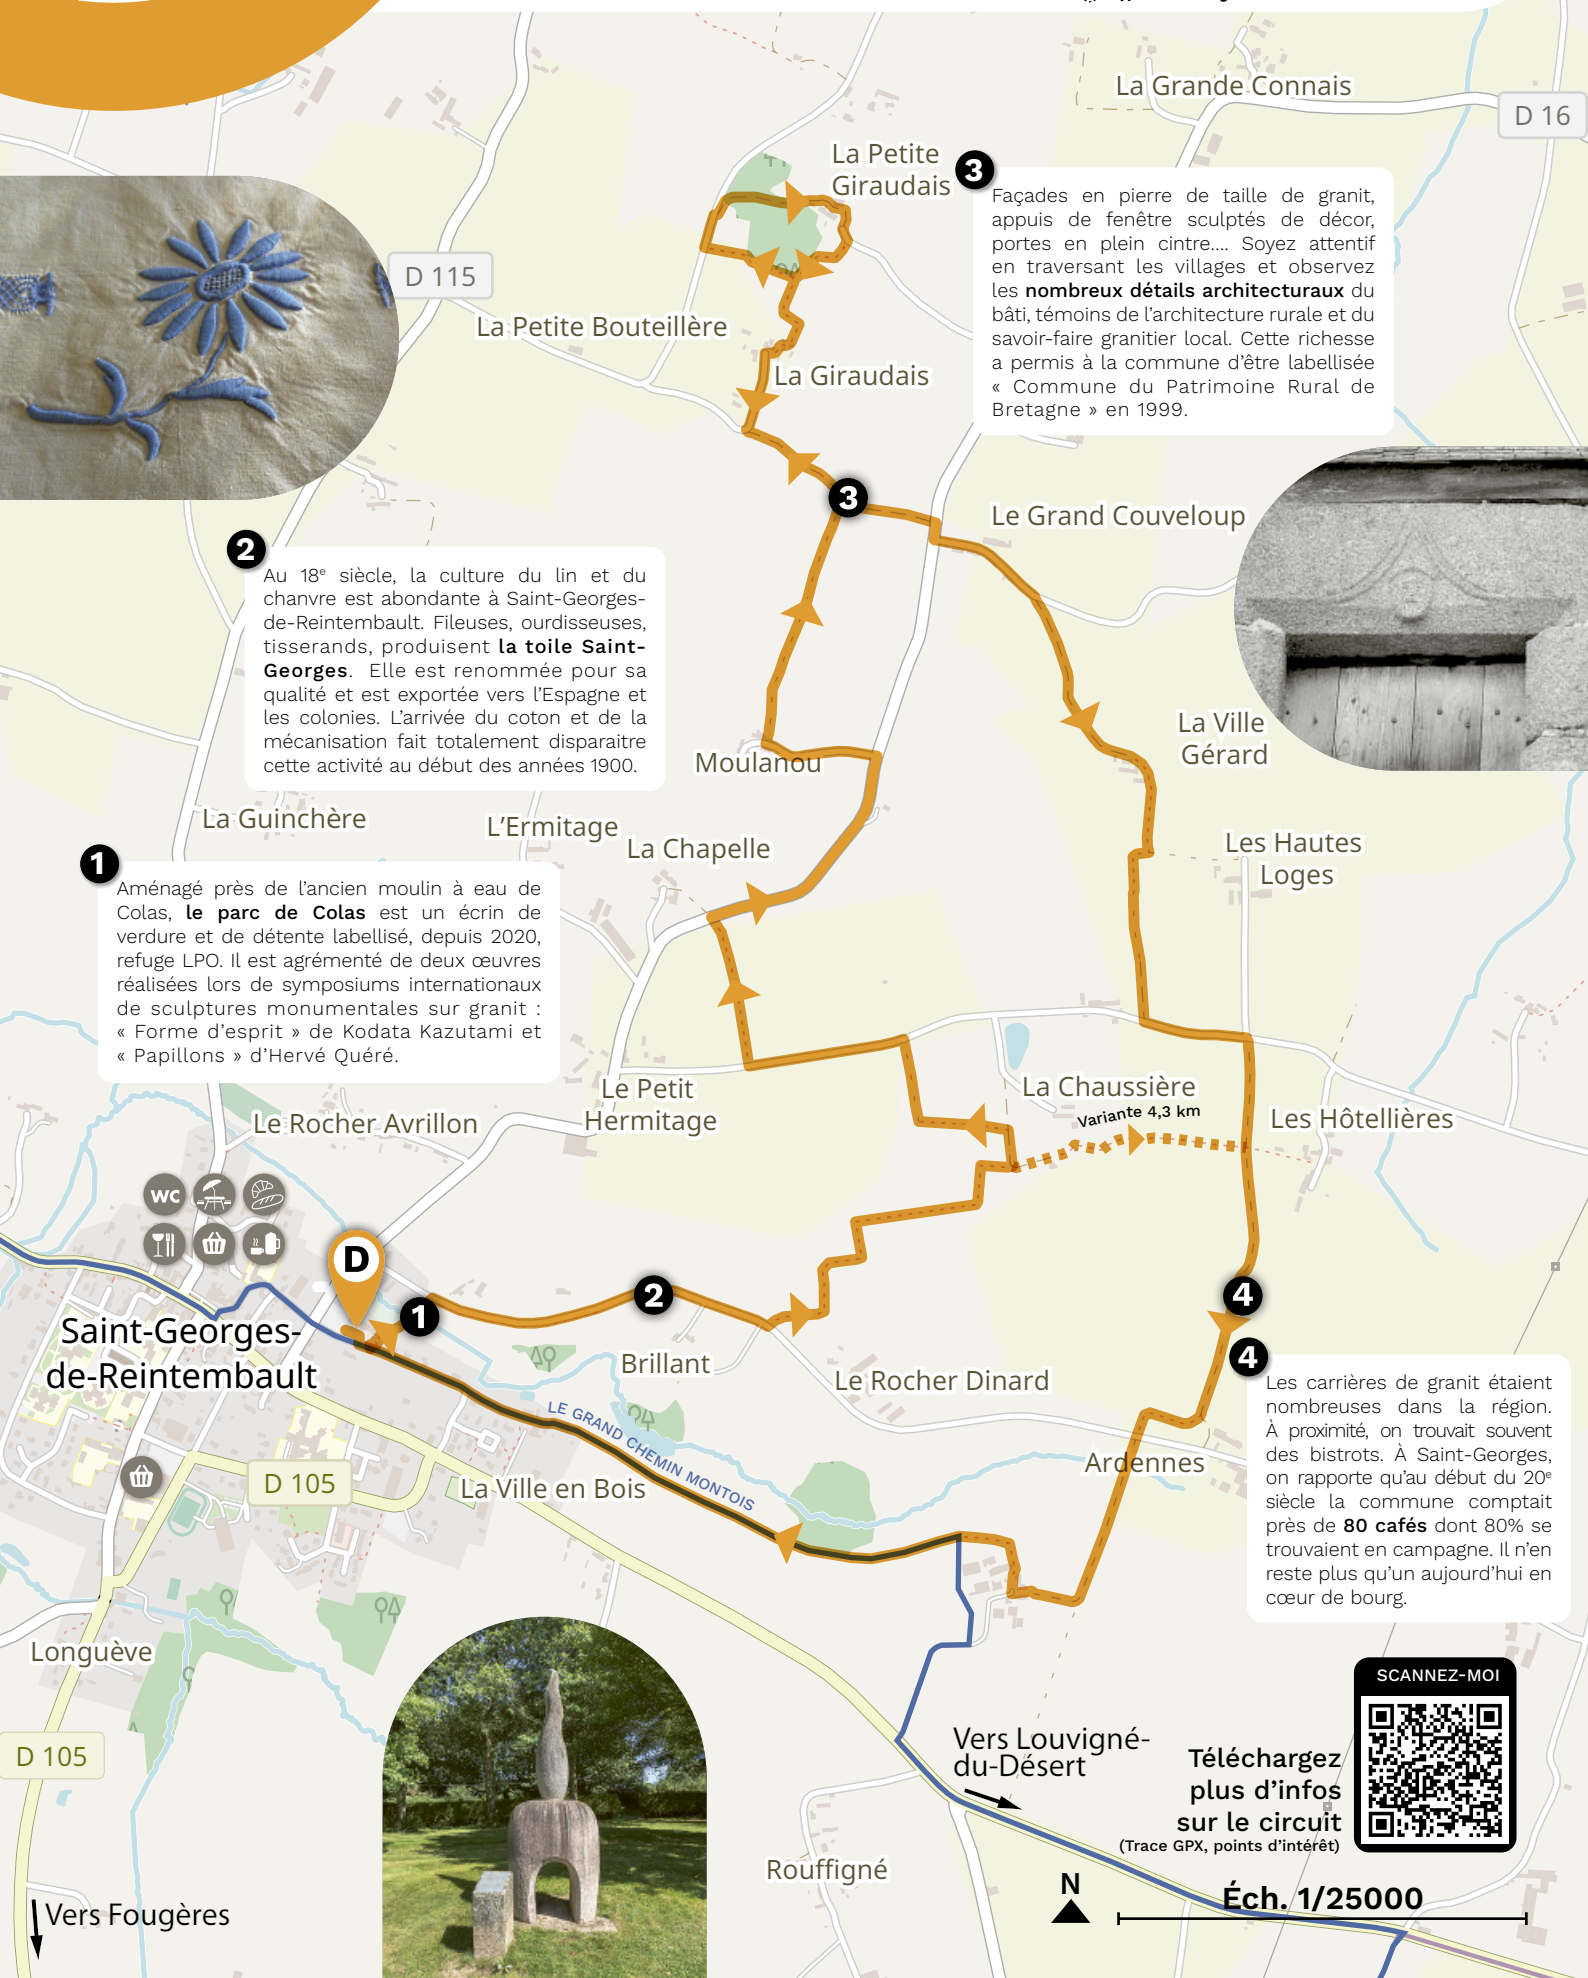 La Grande Connais
D 16
La Petite
Giraudais
3
Façades en pierre de taille de granit,
appuis de fenêtre sculptés de décor,
portes en plein cintre.... Soyez attentif
en traversant les villages et observez
les nombreux détails architecturaux du
bâti, témoins de l'architecture rurale et du
savoir-faire granitier local. Cette richesse
a permis à la commune d'être labellisée
« Commune du Patrimoine Rural de
Bretagne » en 1999.
D 115
La Petite Bouteillère
La Giraudais
3
Le Grand Couveloup
2
Au 18e siècle, la culture du lin et du
chanvre est abondante à Saint-Georges-
de-Reintembault. Fileuses, ourdisseuses,
tisserands, produisent la toile Saint-
Georges. Elle est renommée pour sa
qualité et est exportée vers l'Espagne et
les colonies. L'arrivée du coton et de la
mécanisation fait totalement disparaitre
cette activité au début des années 1900.
La Ville
Gérard
Moulanou
La Guinchère
L'Ermitage
La Chapelle
Les Hautes
Loges
1
Aménagé près de l'ancien moulin à eau de
Colas, le parc de Colas est un écrin de
verdure et de détente labellisé, depuis 2020,
refuge LPO. Il est agrémenté de deux œuvres
réalisées lors de symposiums internationaux
de sculptures monumentales sur granit :
« Forme d'esprit » de Kodata Kazutami et
« Papillons » d'Hervé Quéré.
Le Petit
Hermitage
La Chaussière
Variante 4,3 km
Les Hôtellières
Le Rocher Avrillon
WC
D
1
2
4
Saint-Georges-
de-Reintembault
Brillant
Le Rocher Dinard
4
Les carrières de granit étaient
nombreuses dans la région.
À proximité, on trouvait souvent
des bistrots. À Saint-Georges,
on rapporte qu'au début du 20e
siècle la commune comptait
près de 80 cafés dont 80% se
trouvaient en campagne. Il n'en
reste plus qu'un aujourd'hui en
cœur de bourg.
LE GRAND CHEMIN MONTOIS
Ardennes
D 105
La Ville en Bois
Longuève
D 105
Vers Louvigné-
du-Désert
SCANNEZ-MOI
Téléchargez
plus d'infos
sur le circuit
(Trace GPX, points d'intérêt)
Rouffigné
N
Éch. 1/25000
Vers Fougères